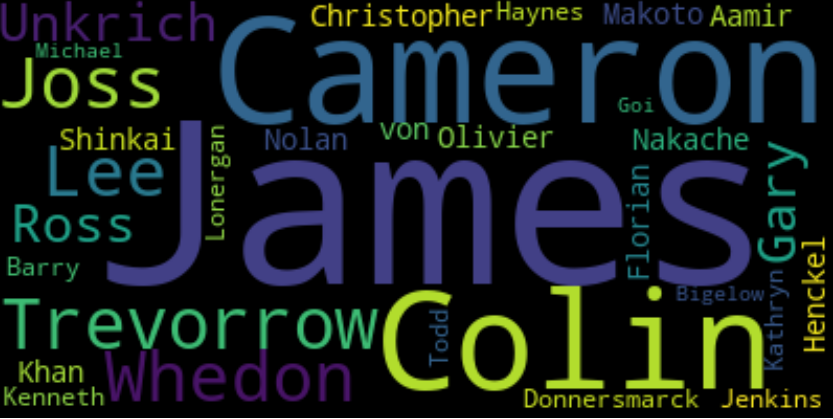 Unkrich
Christopher
Haynes
Makoto
Aamir
Michael
Cameron
Joss
Goi
Shinkai
Lonergan
Nolan
von
Olivier
Nakache
Lee
James
Florian
Gary
Ross
Barry
Henckel
Trevorrow
Colin
Todd
Bigelow
Kathryn
Khan
Whedon
Kenneth
Donnersmarck
Jenkins